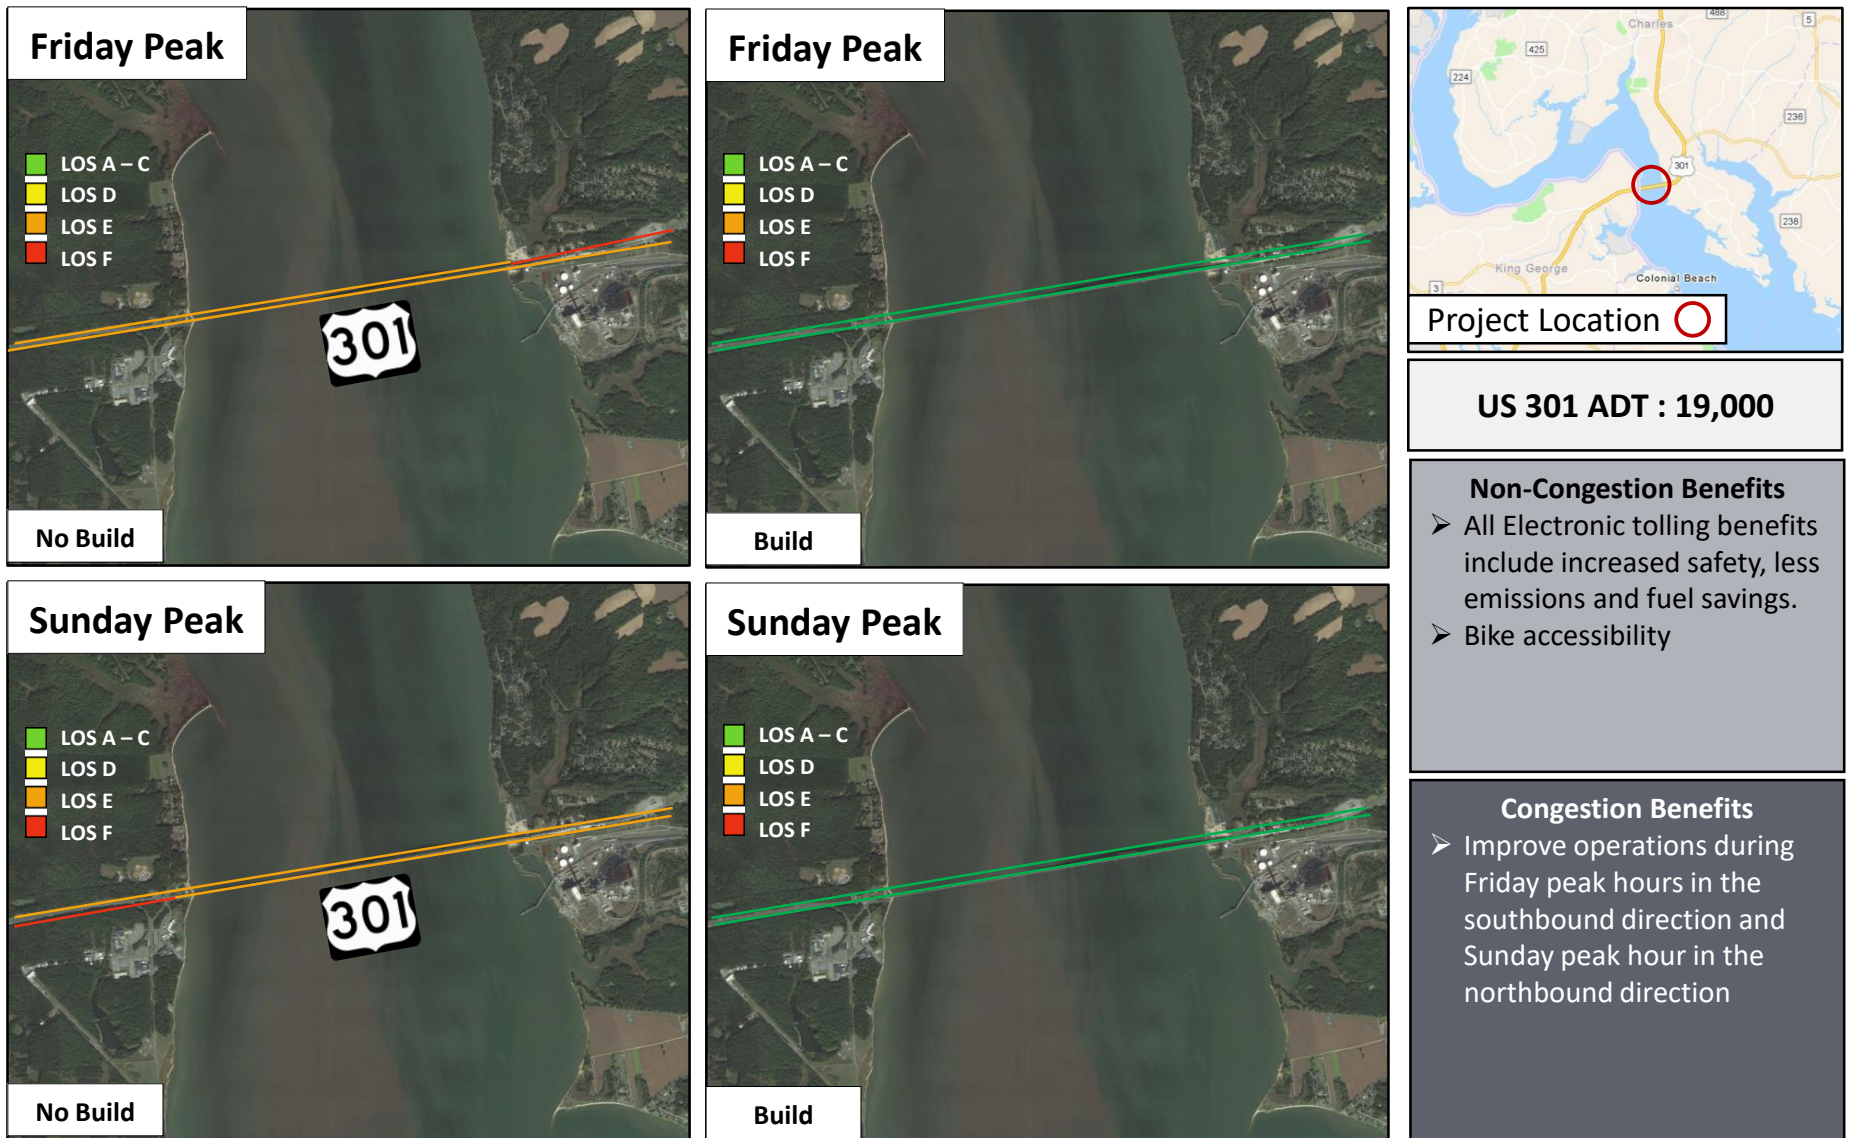 Friday Peak
LOS A – C
LOS D
LOS E
LOS F
301
No Build
Friday Peak
LOS A – C
LOS D
LOS E
LOS F
Build
Sunday Peak
LOS A – C
LOS D
LOS E
LOS F
301
No Build
Sunday Peak
LOS A – C
LOS D
LOS E
LOS F
Build
Charles
488
5
425
224
236
301
238
King George
Colonial Beach
3
Project Location
US 301 ADT : 19,000
Non-Congestion Benefits
➢ All Electronic tolling benefits
include increased safety, less
emissions and fuel savings.
➢ Bike accessibility
Congestion Benefits
➢ Improve operations during
Friday peak hours in the
southbound direction and
Sunday peak hour in the
northbound direction